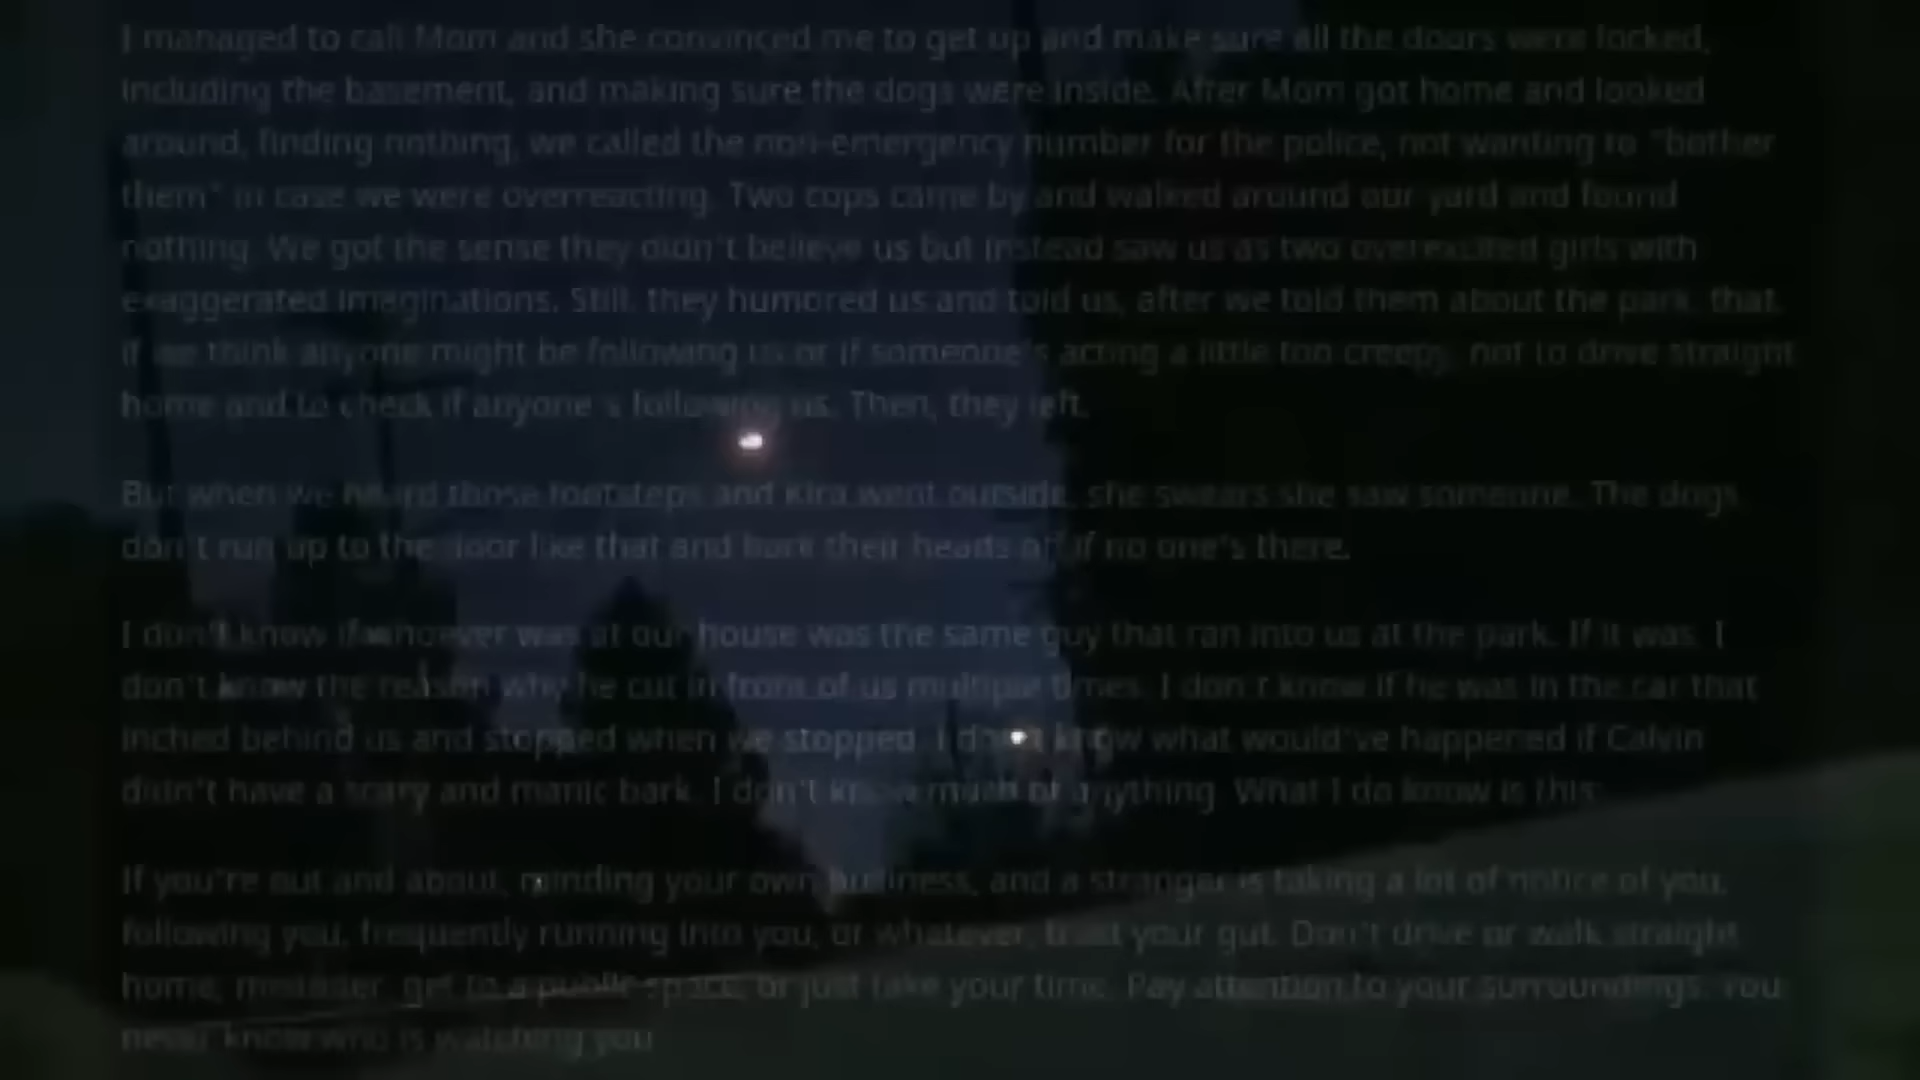 I managed to call Mom and she convinced me to get up and make sure all the doors were locked,
including the basement, and making sure the dogs were inside. After Mom got home and looked
around, finding nothing, we called the non-emergency number for the police, not wanting to "bother
them" in case we were overreacting. Two cops came by and walked around our yard and found
nothing. We got the sense they didn't believe us but instead saw us as two overexcited girls with
exaggerated imaginations. Still, they humored us and told us, after we told them about the park, that,
if we think anyone might be following us or if someone's acting a little too creepy, not to drive straight
home and to check if anyone's following us. Then, they left.
But when we heard those footsteps and Kira went outside, she swears she saw someone. The dogs
don't run up to the door like that and bark their heads off if no one's there.
I don't know if whoever was at our house was the same guy that ran into us at the park. If it was, I
don't know the reason why he cut in front of us multiple times. I don't know if he was in the car that
inched behind us and stopped when we stopped. I don't know what would've happened if Calvin
didn't have a scary and manic bark. I don't know much of anything. What I do know is this:
If you're out and about, minding your own business, and a stranger is taking a lot of notice of you,
following you, frequently running into you, or whatever, trust your gut. Don't drive or walk straight
home, get to a public space, or just take your time. Pay attention to your surroundings. You
never know who is watching you